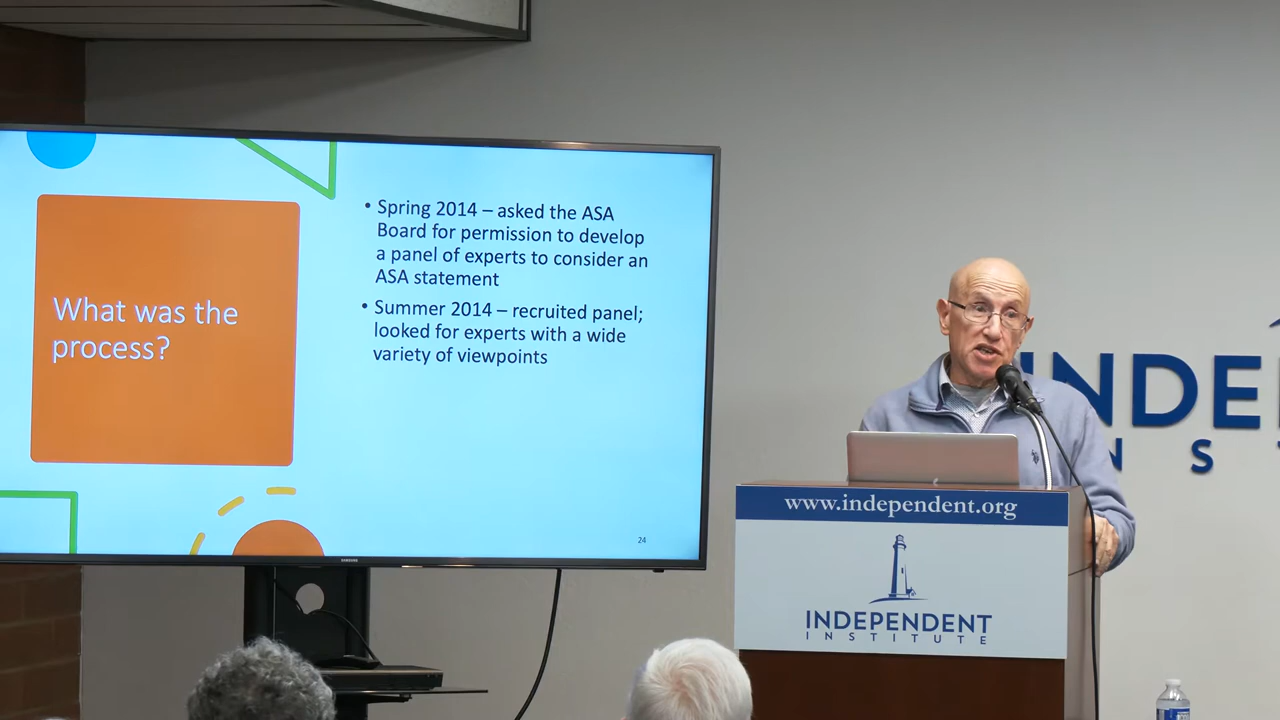 What was the
process?
• Spring 2014 – asked the ASA
Board for permission to develop
a panel of experts to consider an
ASA statement
• Summer 2014 – recruited panel;
looked for experts with a wide
variety of viewpoints
24
SAMSUNG
INDE
N S
www.independent.org
INDEPENDENT
INSTITUTE